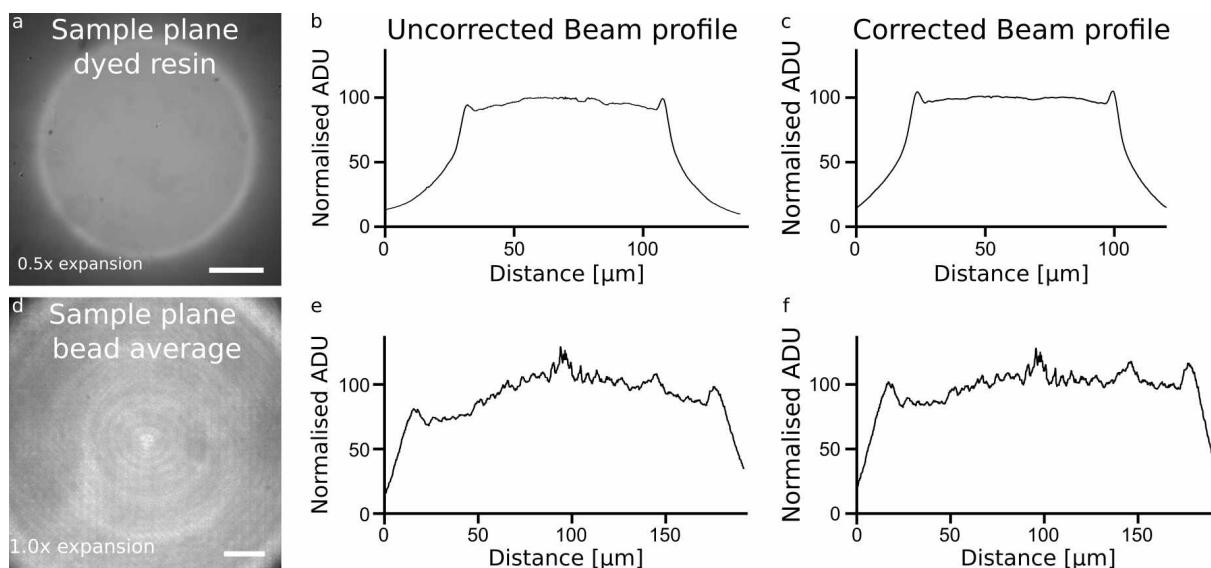 a
Sample plane
dyed resin
0.5x expansion
b
Uncorrected Beam profile
Normalised ADU
100
50
0
0
50
100
Distance [µm]
c
Corrected Beam profile
Normalised ADU
100
50
0
0
50
100
Distance [µm]
d
Sample plane
bead average
1.0x expansion
e
Normalised ADU
100
50
0
0
50
100
150
Distance [µm]
f
Normalised ADU
100
50
0
0
50
100
150
Distance [µm]